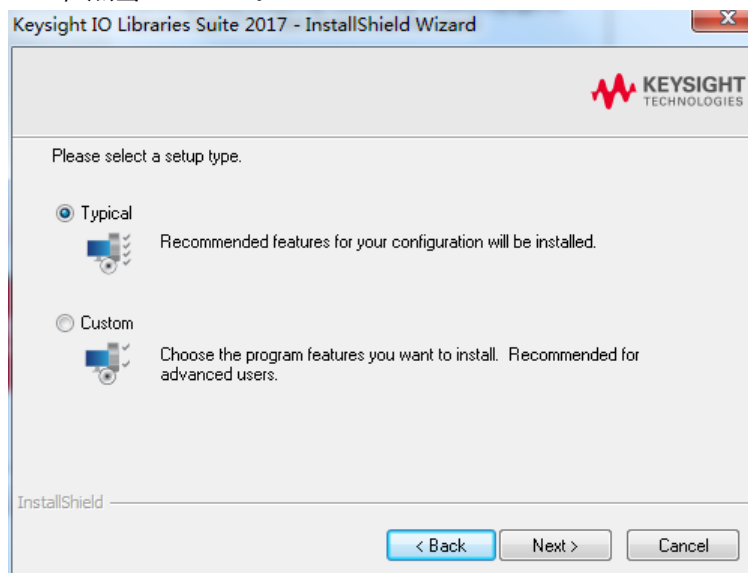 Keysight IO Libraries Suite 2017 - InstallShield Wizard
KEYSIGHT
TECHNOLOGIES
Please select a setup type.
Typical
Recommended features for your configuration will be installed.
Custom
Choose the program features you want to install. Recommended for
advanced users.
InstallShield
< Back
Next >
Cancel